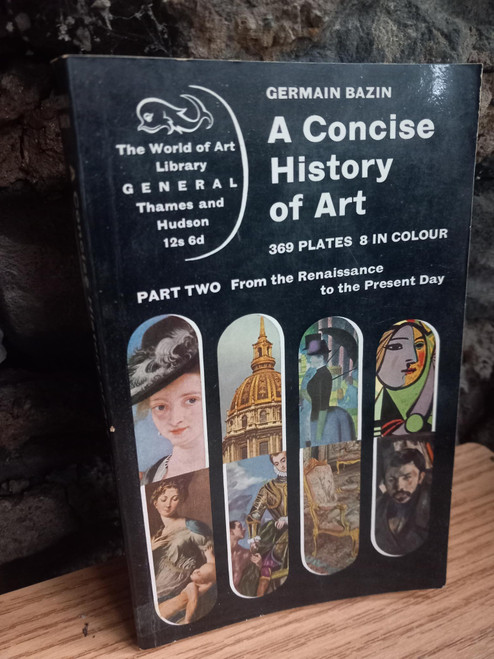 The World of Art
Library
GENERAL
Thames and
Hudson
12s 6d
GERMAIN BAZIN
A Concise
History
of Art
369 PLATES 8 IN COLOUR
PART TWO From the Renaissance
to the Present Day